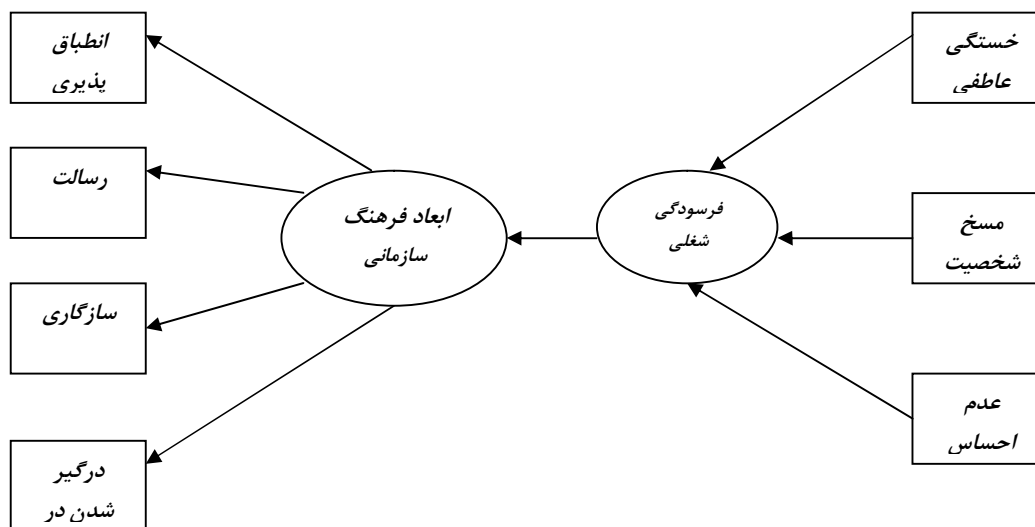 خستگی
عاطفی
مسخ
شخصیت
عدم
احساس
فرسودگی
شغلی
ابعاد فرهنگ
سازمانی
انطباق
پذیری
رسالت
سازگاری
درگیر
شدن در